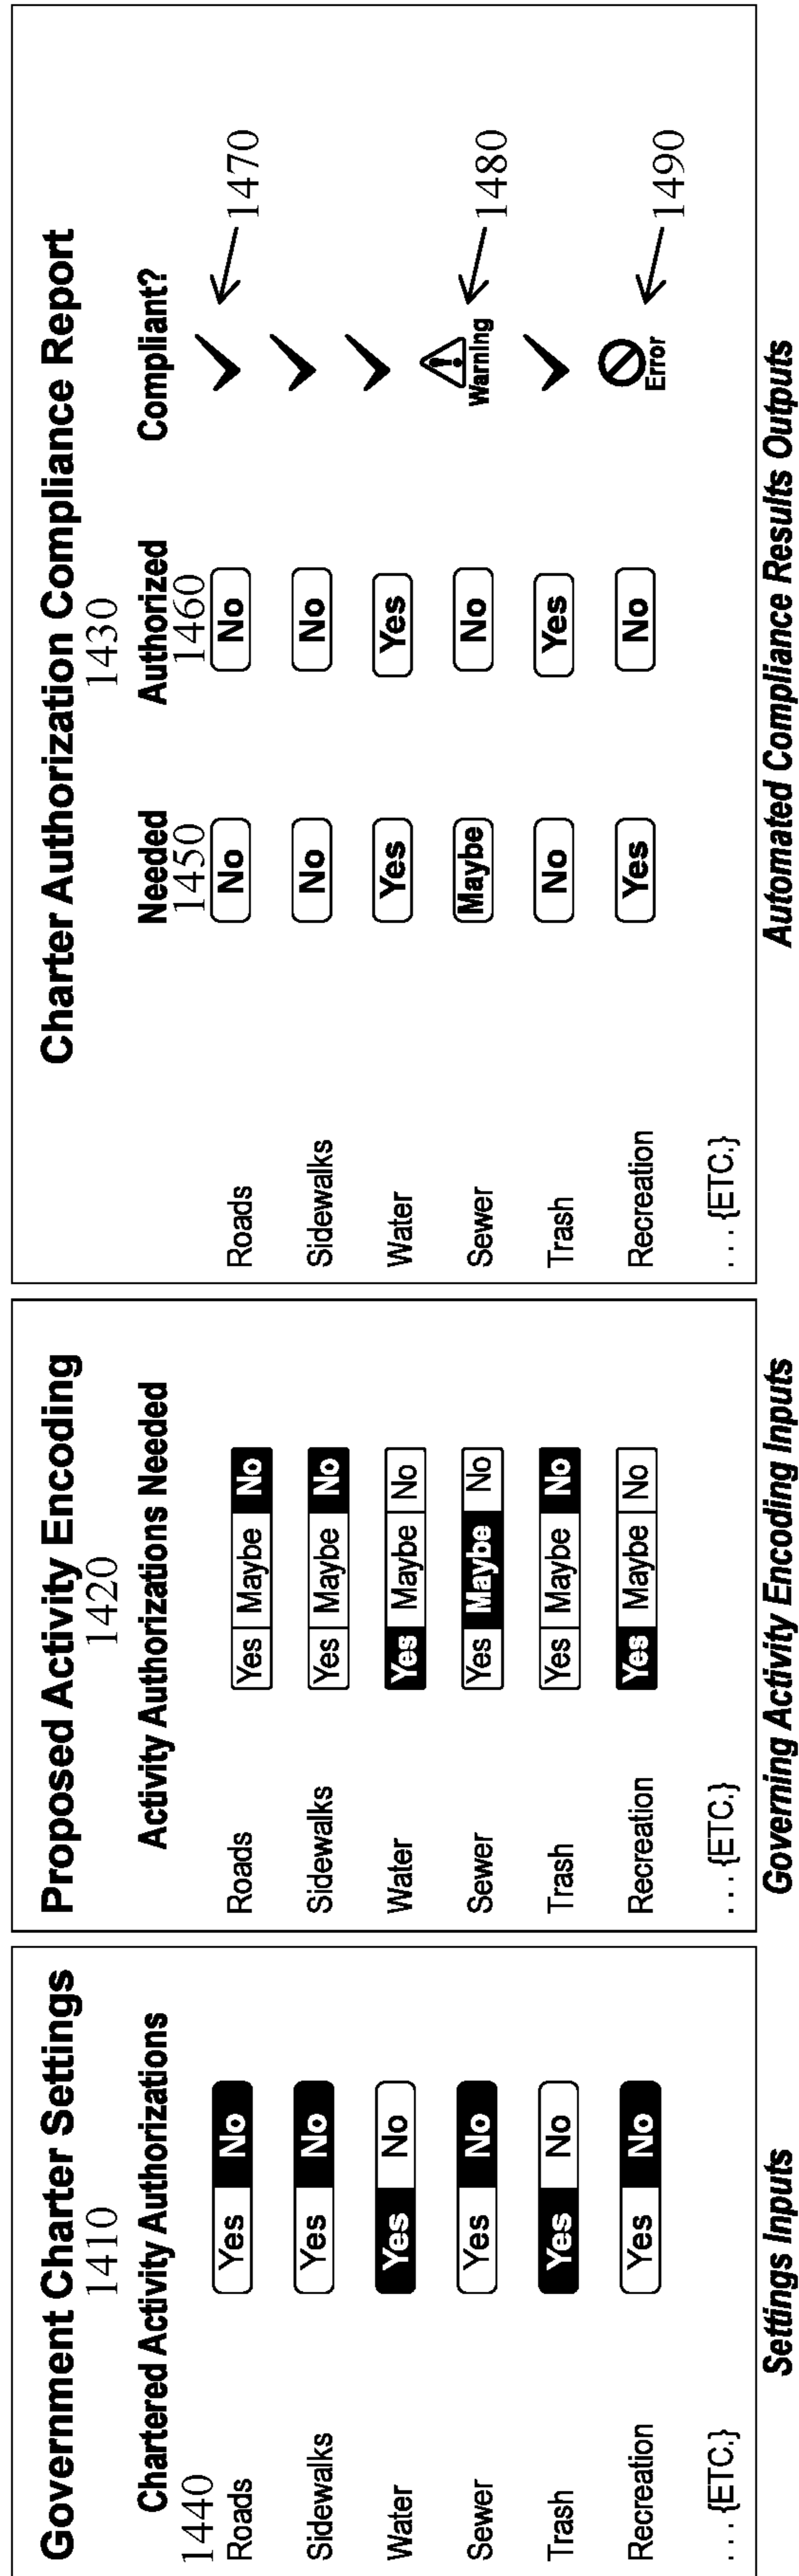 Government Charter Settings
1410
Chartered Activity Authorizations
1440
Roads Yes No
Sidewalks Yes No
Water Yes No
Sewer Yes No
Trash Yes No
Recreation Yes No
. . . {ETC.}
Settings Inputs
Proposed Activity Encoding
1420
Activity Authorizations Needed
Roads Yes Maybe No
Sidewalks Yes Maybe No
Water Yes Maybe No
Sewer Yes Maybe No
Trash Yes Maybe No
Recreation Yes Maybe No
. . . {ETC.}
Governing Activity Encoding Inputs
Charter Authorization Compliance Report
1430
Needed Authorized Compliant?
1450 1460
Roads No No 1470
Sidewalks No No
Water Yes Yes
Sewer Maybe No Warning 1480
Trash No Yes
Recreation Yes No Error 1490
. . . {ETC.}
Automated Compliance Results Outputs